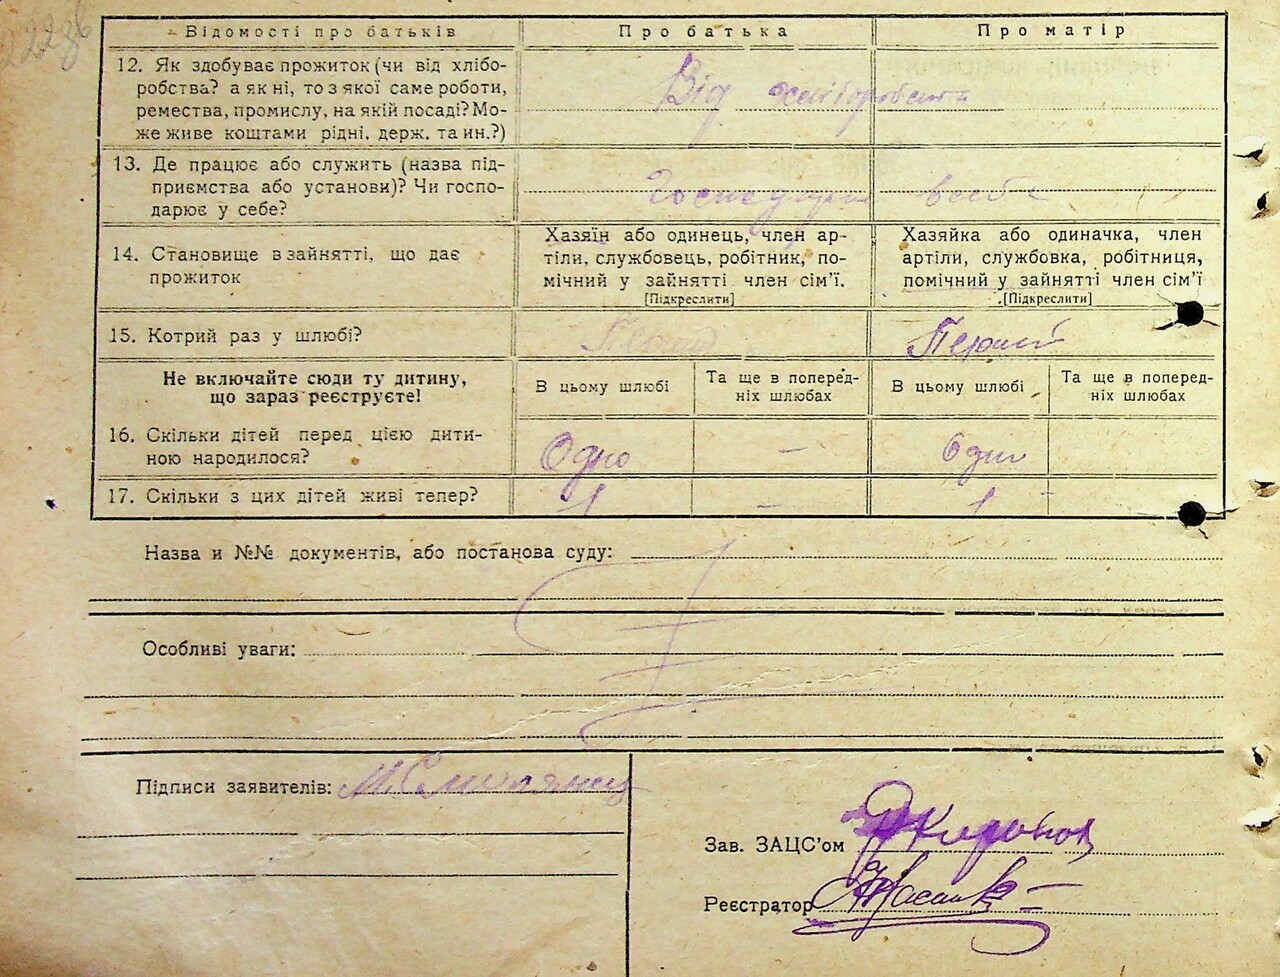 222зв
Відомості про батьків
Про батька
Про матір
12. Як здобуває прожиток (чи від хлібо-
робства? а як ні, то з якої саме роботи,
ремества, промислу, на якій посаді? Мо-
же живе коштами рідні, держ. та ин.?)
Від хліборобства
13. Де працює або служить (назва під-
приємства або установи)? Чи госпо-
дарює у себе?
14. Становище в зайнятті, що дає
прожиток
Хазяїн або одинець, член ар-
тіли, службовець, робітник, по-
мічний у зайнятті член сім'ї.
[Підкреслити]
Хазяйка або одиначка, член
артіли, службовка, робітниця,
помічний у зайнятті член сім'ї
[Підкреслити]
15. Котрий раз у шлюбі?
Перший
Перший
Не включайте сюди ту дитину,
що зараз реєструєте!
В цьому шлюбі
Та ще в поперед-
ніх шлюбах
В цьому шлюбі
Та ще в поперед-
ніх шлюбах
16. Скільки дітей перед цією дити-
ною народилося?
Одно
-
17. Скільки з цих дітей живі тепер?
1
-
1
-
Назва и №№ документів, або постанова суду:
Особливі уваги:
Підписи заявителів: М. Смолянец
Зав. ЗАЦС'ом
Реєстратор